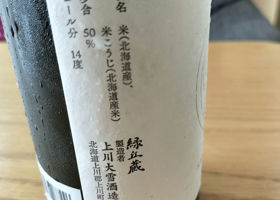 名 米(北海道産)、
米こうじ(北海道産米)
合 50%
ール分 14度
緑丘蔵
製造者
上川大雪酒造
北海道上川郡上川町